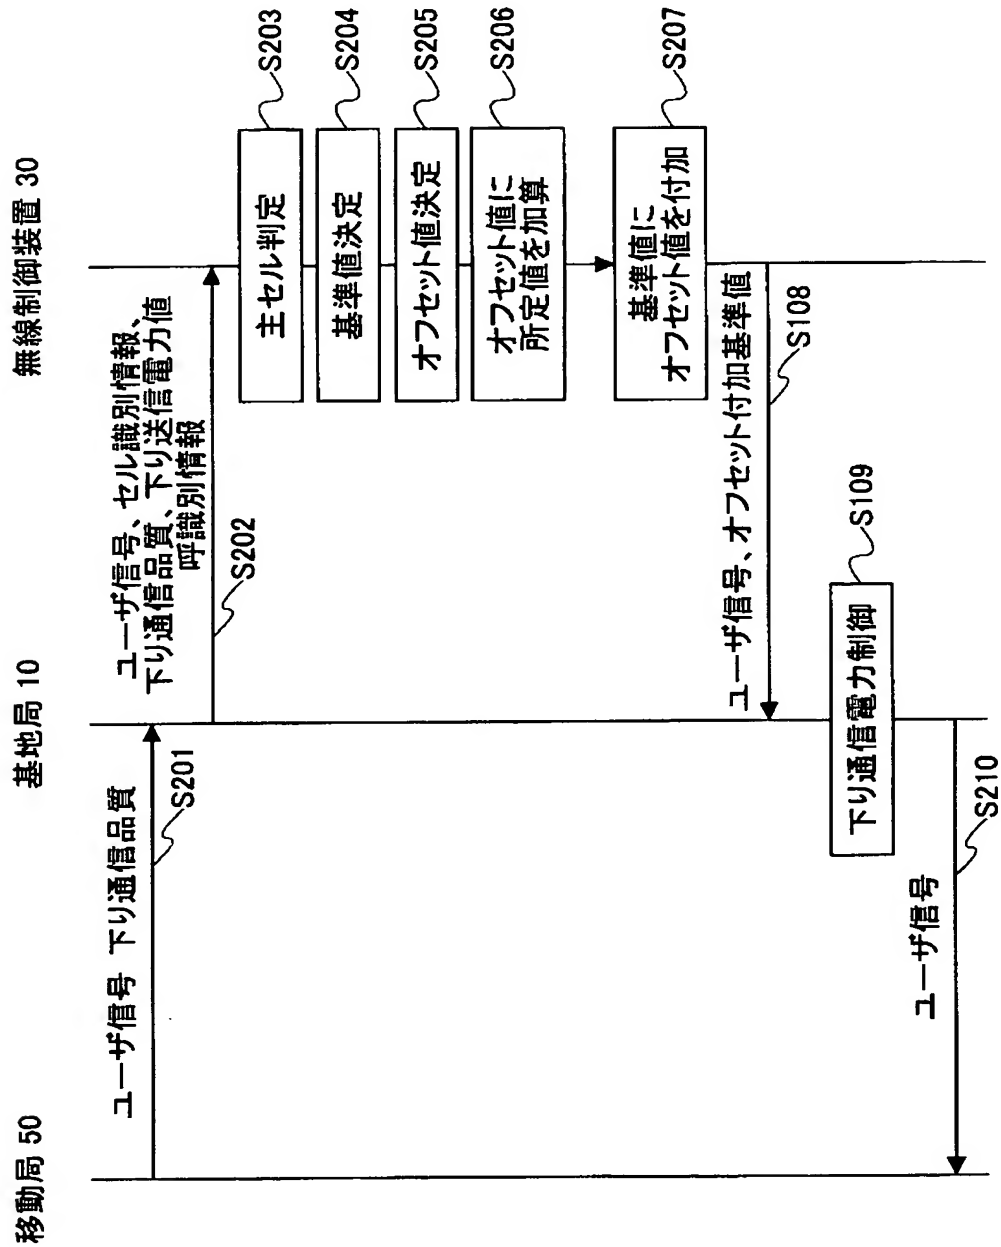 移動局 50
基地局 10
無線制御装置 30
ユーザ信号 下り通信品質
S201
ユーザ信号、セル識別情報、
下り通信品質、下り送信電力値
呼識別情報
S202
主セル判定
S203
基準値決定
S204
オフセット値決定
S205
オフセット値に
所定値を加算
S206
基準値に
オフセット値を付加
S207
ユーザ信号、オフセット付加基準値
S108
下り通信電力制御
S109
ユーザ信号
S210